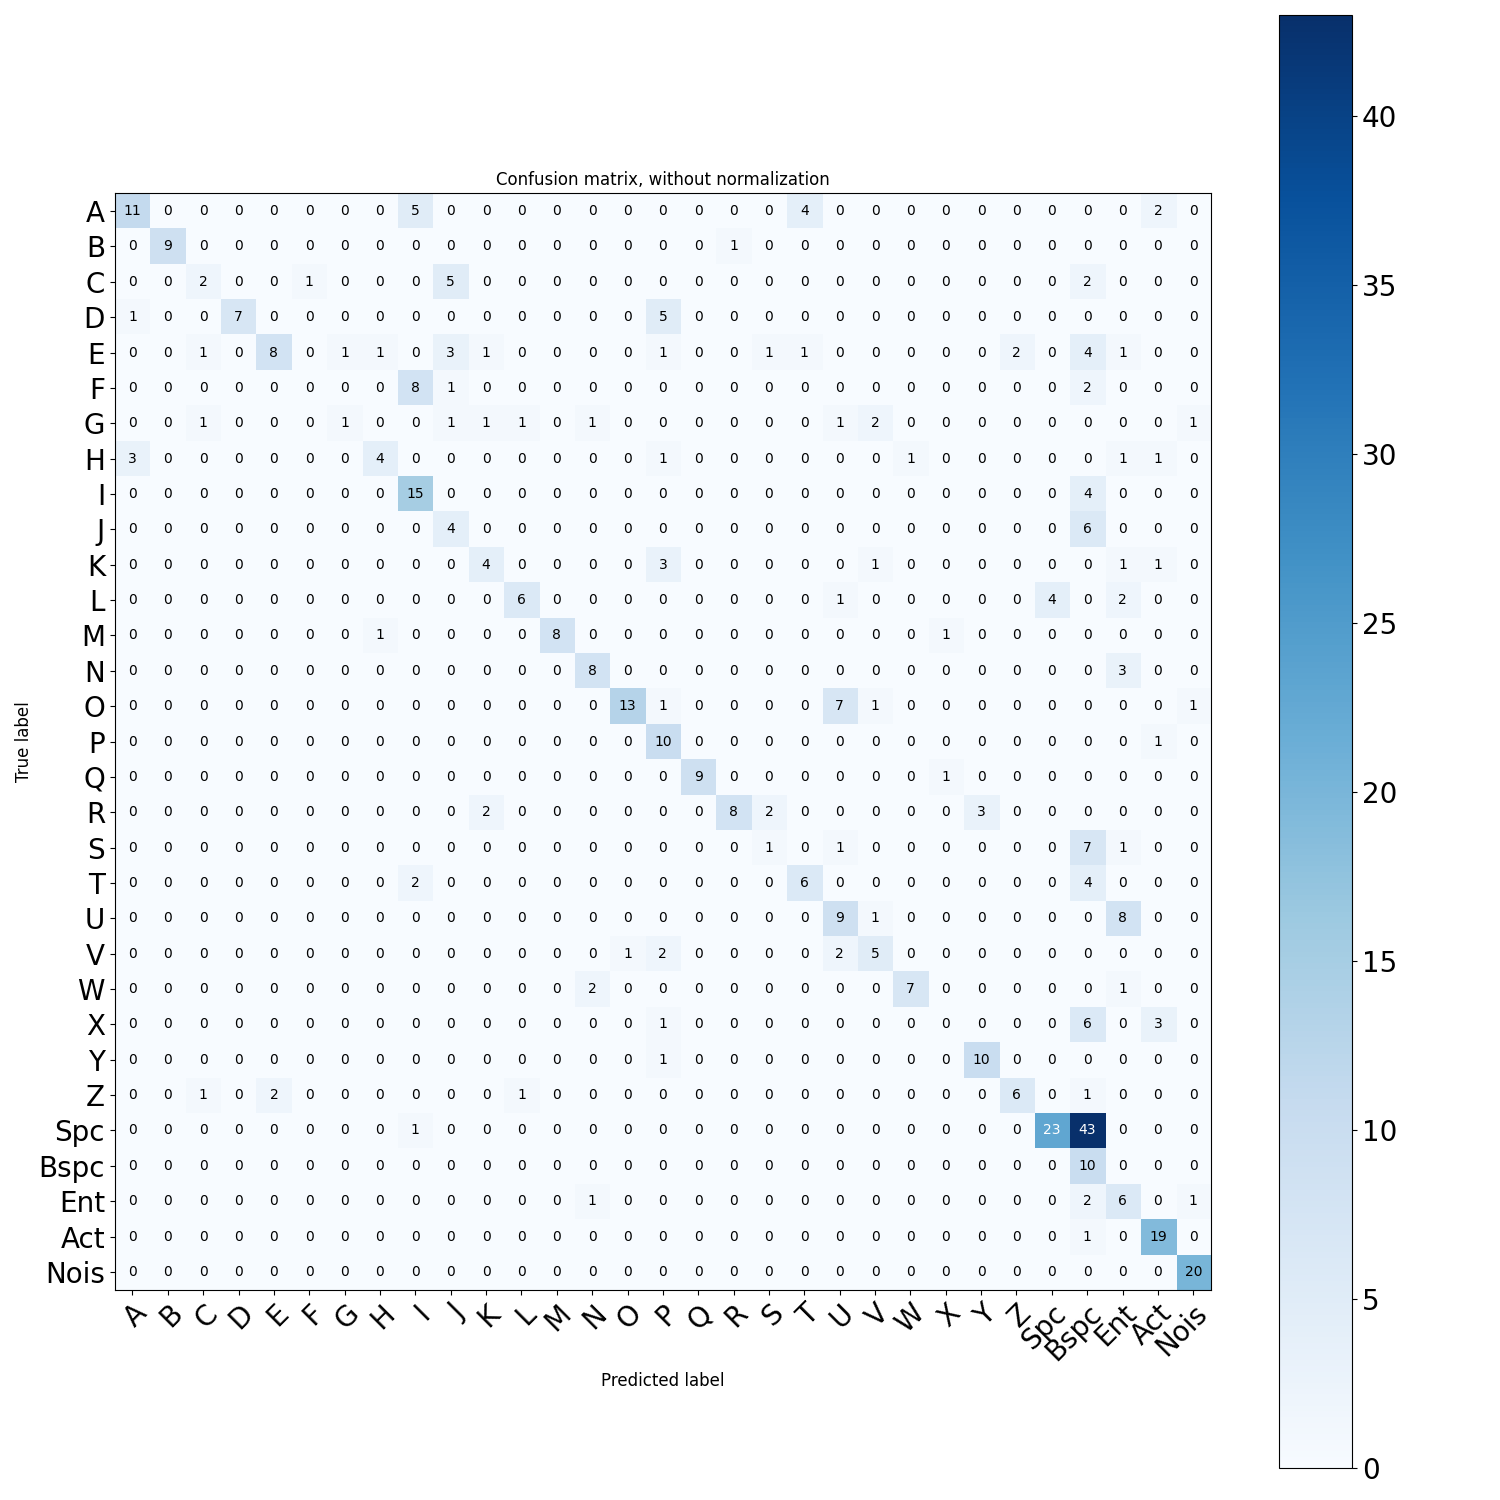 Confusion matrix, without normalization
A 11 0 0 0 0 0 0 0 5 0 0 0 0 0 0 0 0 0 0 4 0 0 0 0 0 0 0 0 0 2 0
B 0 9 0 0 0 0 0 0 0 0 0 0 0 0 0 0 0 1 0 0 0 0 0 0 0 0 0 0 0 0 0
C 0 0 2 0 0 1 0 0 0 5 0 0 0 0 0 0 0 0 0 0 0 0 0 0 0 0 0 2 0 0 0
D 1 0 0 7 0 0 0 0 0 0 0 0 0 0 0 5 0 0 0 0 0 0 0 0 0 0 0 0 0 0 0
E 0 0 1 0 8 0 1 1 0 3 1 0 0 0 0 1 0 0 1 1 0 0 0 0 0 2 0 4 1 0 0
F 0 0 0 0 0 0 0 0 8 1 0 0 0 0 0 0 0 0 0 0 0 0 0 0 0 0 0 2 0 0 0
G 0 0 1 0 0 0 1 0 0 1 1 1 0 1 0 0 0 0 0 0 1 2 0 0 0 0 0 0 0 0 1
H 3 0 0 0 0 0 0 4 0 0 0 0 0 0 0 1 0 0 0 0 0 0 1 0 0 0 0 0 1 1 0
I 0 0 0 0 0 0 0 0 15 0 0 0 0 0 0 0 0 0 0 0 0 0 0 0 0 0 0 4 0 0 0
J 0 0 0 0 0 0 0 0 0 4 0 0 0 0 0 0 0 0 0 0 0 0 0 0 0 0 0 6 0 0 0
K 0 0 0 0 0 0 0 0 0 0 4 0 0 0 0 3 0 0 0 0 0 1 0 0 0 0 0 0 1 1 0
L 0 0 0 0 0 0 0 0 0 0 0 6 0 0 0 0 0 0 0 0 1 0 0 0 0 0 4 0 2 0 0
M 0 0 0 0 0 0 0 1 0 0 0 0 8 0 0 0 0 0 0 0 0 0 0 1 0 0 0 0 0 0 0
N 0 0 0 0 0 0 0 0 0 0 0 0 0 8 0 0 0 0 0 0 0 0 0 0 0 0 0 0 3 0 0
O 0 0 0 0 0 0 0 0 0 0 0 0 0 0 13 1 0 0 0 0 7 1 0 0 0 0 0 0 0 0 1
P 0 0 0 0 0 0 0 0 0 0 0 0 0 0 0 10 0 0 0 0 0 0 0 0 0 0 0 0 0 1 0
Q 0 0 0 0 0 0 0 0 0 0 0 0 0 0 0 0 9 0 0 0 0 0 0 1 0 0 0 0 0 0 0
R 0 0 0 0 0 0 0 0 0 0 2 0 0 0 0 0 0 8 2 0 0 0 0 0 3 0 0 0 0 0 0
S 0 0 0 0 0 0 0 0 0 0 0 0 0 0 0 0 0 0 1 0 1 0 0 0 0 0 0 7 1 0 0
T 0 0 0 0 0 0 0 0 2 0 0 0 0 0 0 0 0 0 0 6 0 0 0 0 0 0 0 4 0 0 0
U 0 0 0 0 0 0 0 0 0 0 0 0 0 0 0 0 0 0 0 0 9 1 0 0 0 0 0 0 8 0 0
V 0 0 0 0 0 0 0 0 0 0 0 0 0 0 1 2 0 0 0 0 2 5 0 0 0 0 0 0 0 0 0
W 0 0 0 0 0 0 0 0 0 0 0 0 0 2 0 0 0 0 0 0 0 0 7 0 0 0 0 0 1 0 0
X 0 0 0 0 0 0 0 0 0 0 0 0 0 0 0 1 0 0 0 0 0 0 0 0 0 0 0 6 0 3 0
Y 0 0 0 0 0 0 0 0 0 0 0 0 0 0 0 1 0 0 0 0 0 0 0 0 10 0 0 0 0 0 0
Z 0 0 1 0 2 0 0 0 0 0 0 1 0 0 0 0 0 0 0 0 0 0 0 0 0 6 0 1 0 0 0
Spc 0 0 0 0 0 0 0 0 1 0 0 0 0 0 0 0 0 0 0 0 0 0 0 0 0 0 23 43 0 0 0
Bspc 0 0 0 0 0 0 0 0 0 0 0 0 0 0 0 0 0 0 0 0 0 0 0 0 0 0 0 10 0 0 0
Ent 0 0 0 0 0 0 0 0 0 0 0 0 0 1 0 0 0 0 0 0 0 0 0 0 0 0 0 2 6 0 1
Act 0 0 0 0 0 0 0 0 0 0 0 0 0 0 0 0 0 0 0 0 0 0 0 0 0 0 0 1 0 19 0
Nois 0 0 0 0 0 0 0 0 0 0 0 0 0 0 0 0 0 0 0 0 0 0 0 0 0 0 0 0 0 0 20
A B C D E F G H I J K L M N O P Q R S T U V W X Y Z Spc Bspc Ent Act Nois
Predicted label
True label
40
35
30
25
20
15
10
5
0